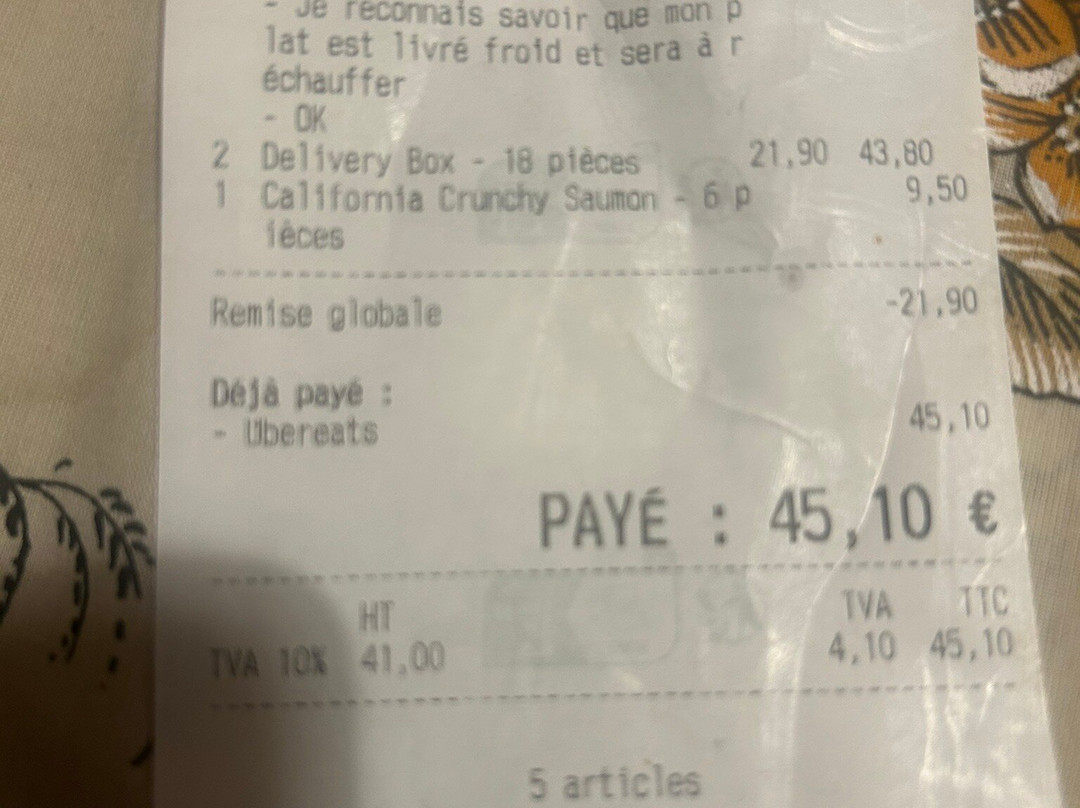 - Je reconnais savoir que mon p
lat est livré froid et sera à r
échauffer
- OK
2 Delivery Box - 18 pièces 21,90 43,80
1 California Crunchy Saumon - 6 p 9,50
ièces
Remise globale -21,90
Déjà payé :
- Ubereats 45,10
PAYÉ : 45,10 €
HT TVA TTC
TVA 10% 41,00 4,10 45,10
5 articles